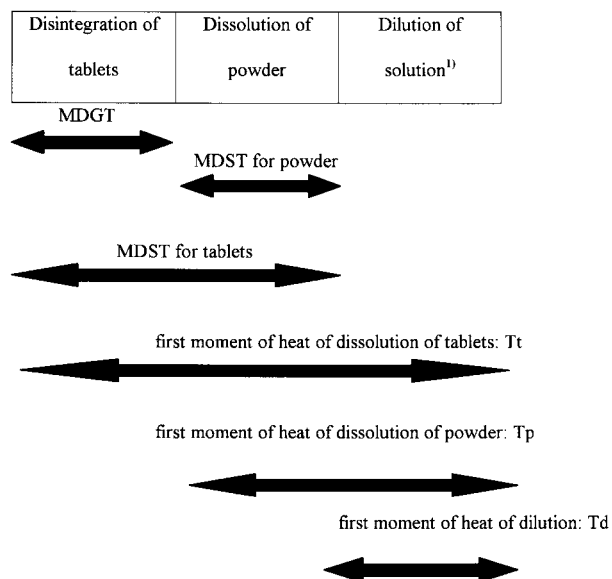 Disintegration of
tablets
Dissolution of
powder
Dilution of
solution1)
MDGT
MDST for powder
MDST for tablets
first moment of heat of dissolution of tablets: Tt
first moment of heat of dissolution of powder: Tp
first moment of heat of dilution: Td